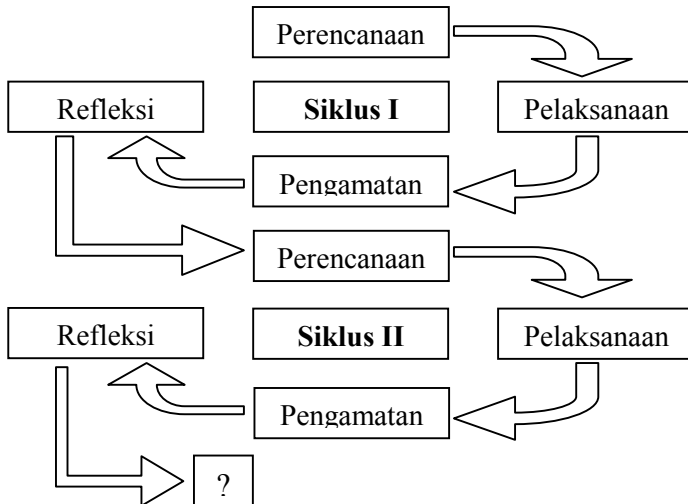 Perencanaan
Refleksi
Siklus I
Pelaksanaan
Pengamatan
Perencanaan
Refleksi
Siklus II
Pelaksanaan
Pengamatan
?